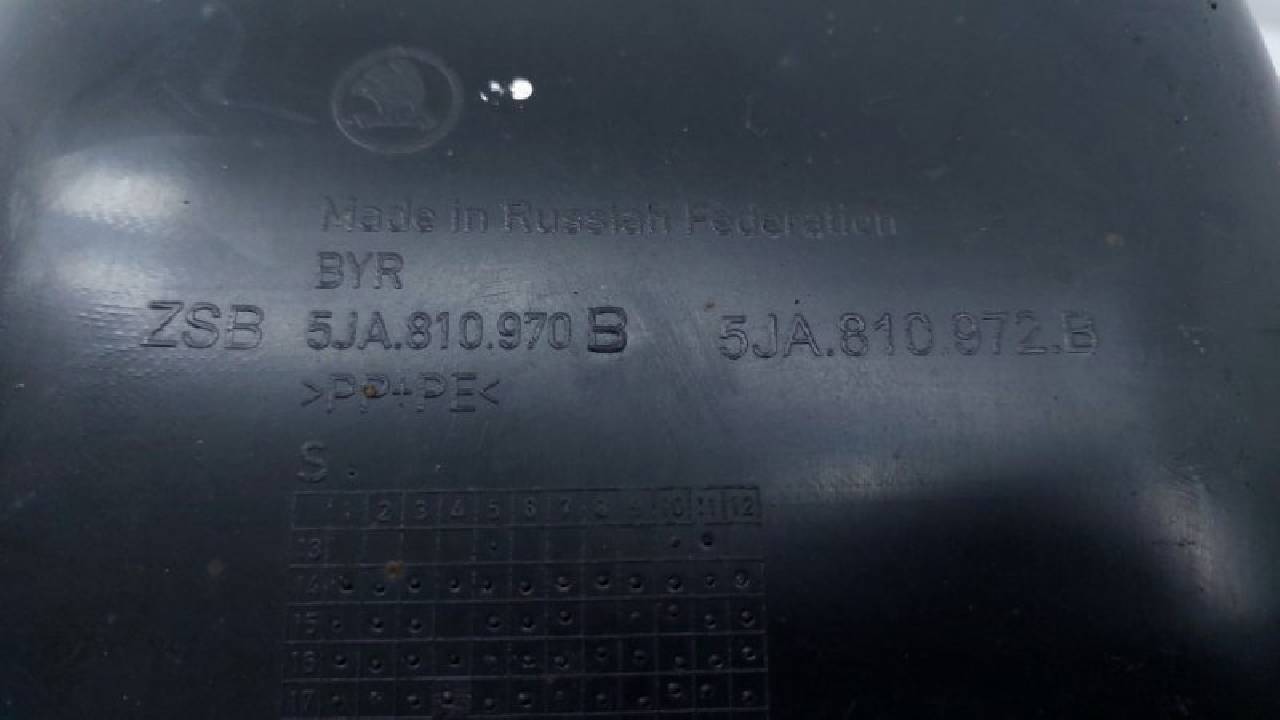 Made in Russian Federation
BYR
ZSB 5JA.810.970 B 5JA.810.972.B
>PP+PE<
S
2 3 4 5 6 7 8 9 10 11 12
13
14
15
16
17